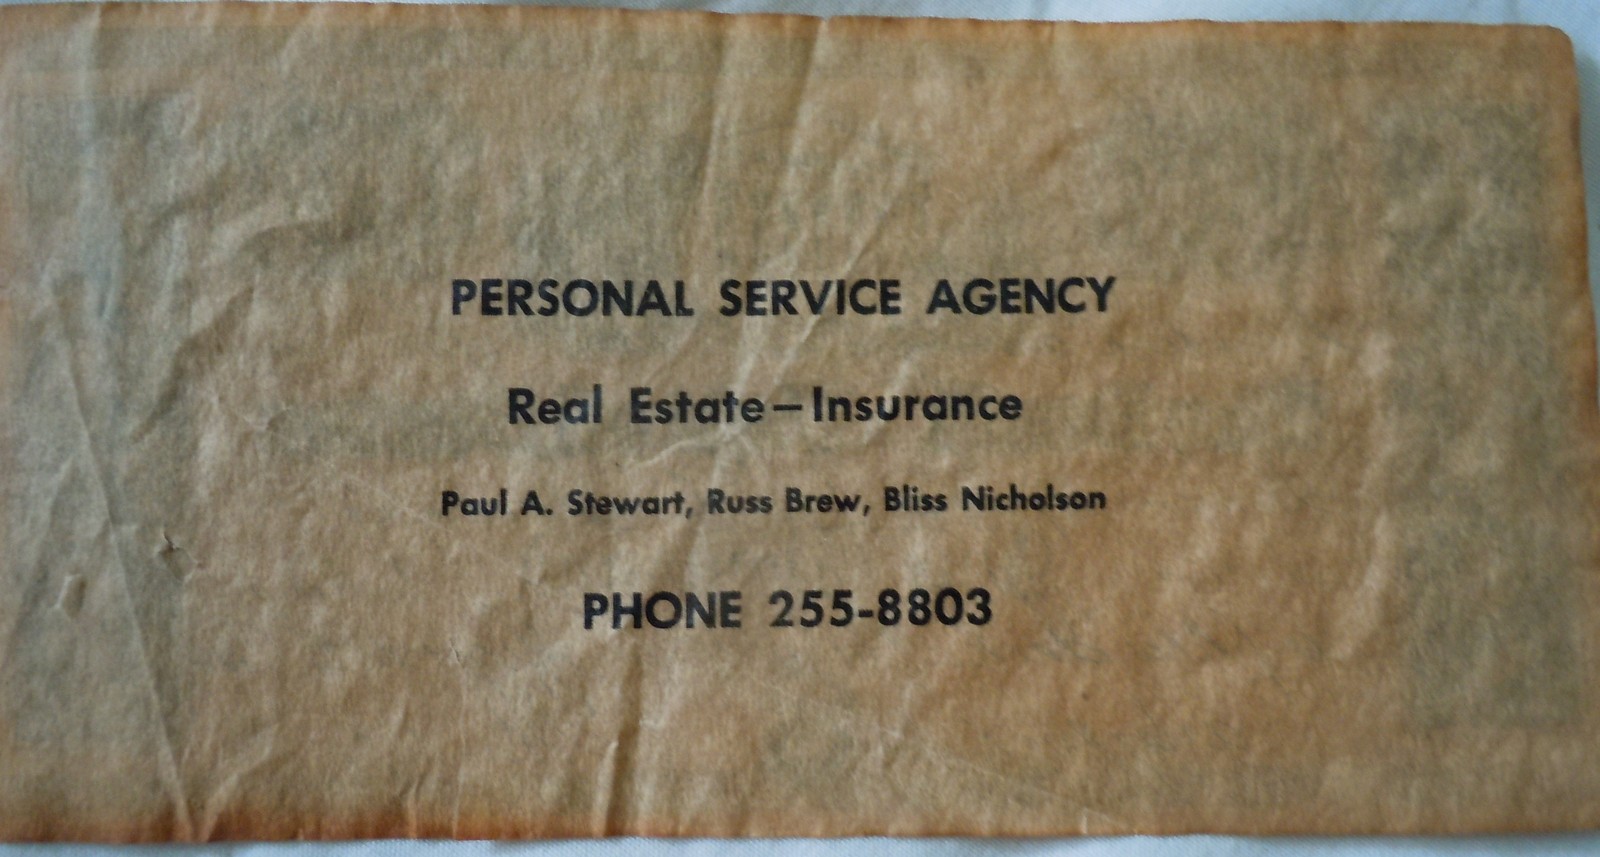 PERSONAL SERVICE AGENCY
Real Estate—Insurance
Paul A. Stewart, Russ Brew, Bliss Nicholson
PHONE 255-8803